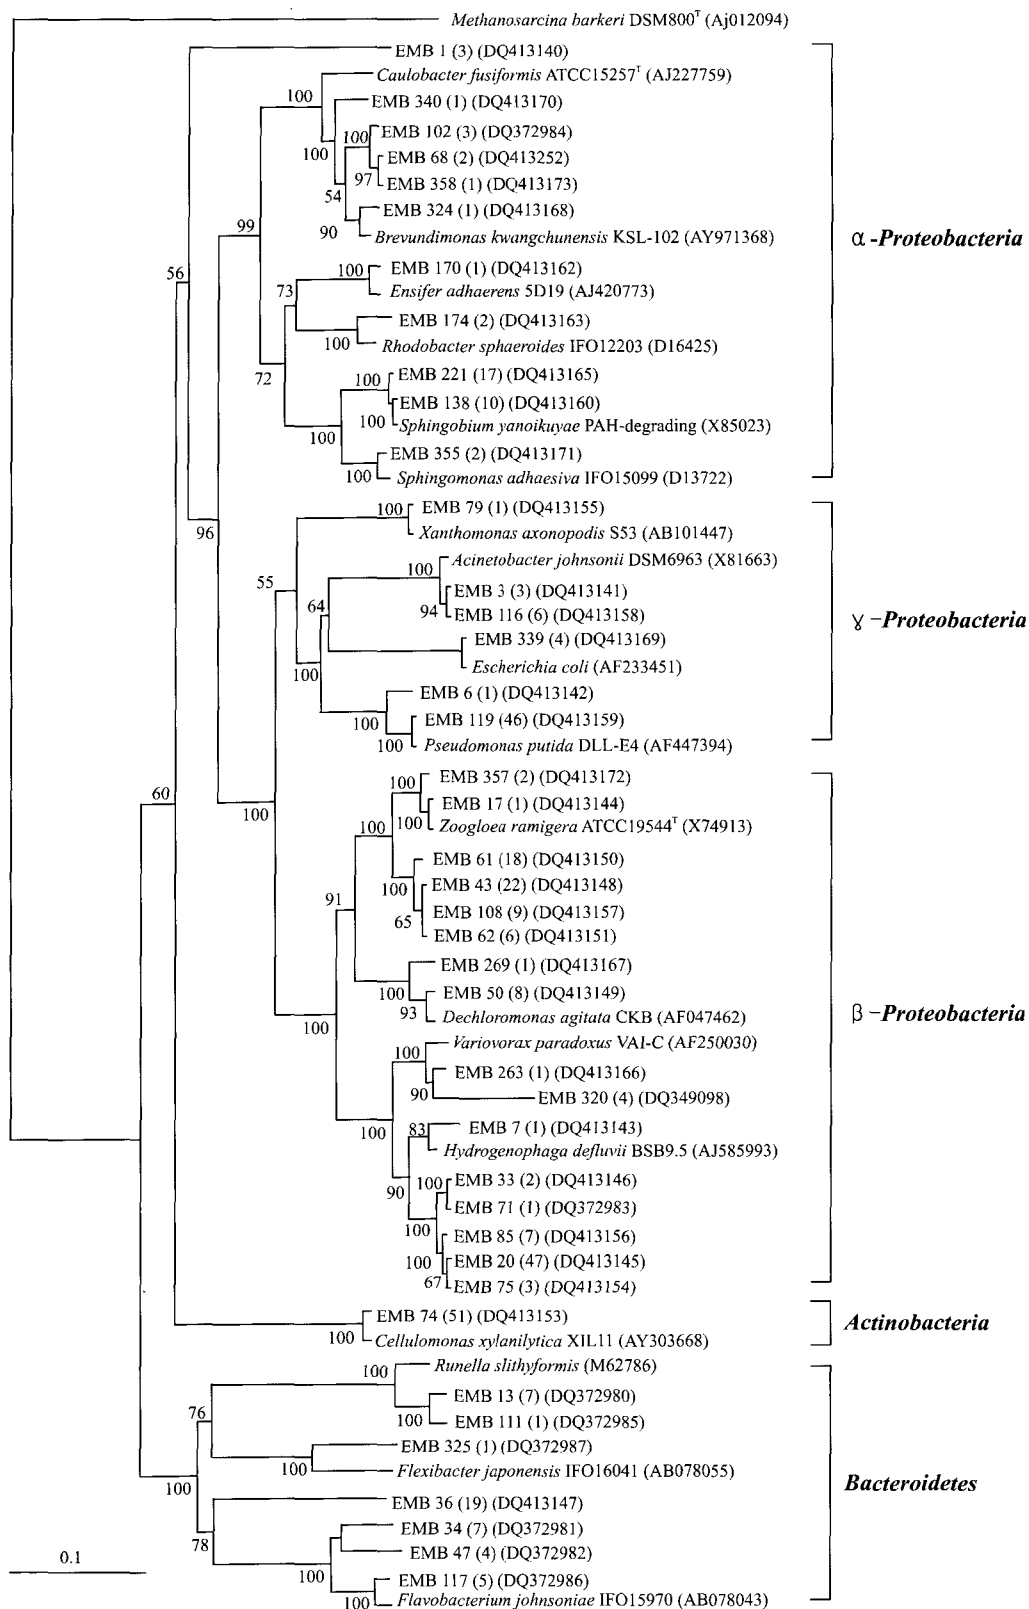 Methanosarcina barkeri DSM800ᵀ (Aj012094)
EMB 1 (3) (DQ413140)
Caulobacter fusiformis ATCC15257ᵀ (AJ227759)
100
EMB 340 (1) (DQ413170)
EMB 102 (3) (DQ372984)
100
100
EMB 68 (2) (DQ413252)
97
EMB 358 (1) (DQ413173)
54
EMB 324 (1) (DQ413168)
99
90
Brevundimonas kwangchunensis KSL-102 (AY971368)
α-Proteobacteria
56
EMB 170 (1) (DQ413162)
100
73
Ensifer adhaerens 5D19 (AJ420773)
EMB 174 (2) (DQ413163)
100
Rhodobacter sphaeroides IFO12203 (D16425)
72
EMB 221 (17) (DQ413165)
100
EMB 138 (10) (DQ413160)
100
Sphingobium yanoikuyae PAH-degrading (X85023)
100
EMB 355 (2) (DQ413171)
100
Sphingomonas adhaesiva IFO15099 (D13722)
EMB 79 (1) (DQ413155)
100
96
Xanthomonas axonopodis S53 (AB101447)
Acinetobacter johnsonii DSM6963 (X81663)
100
55
EMB 3 (3) (DQ413141)
64
94
EMB 116 (6) (DQ413158)
γ-Proteobacteria
EMB 339 (4) (DQ413169)
Escherichia coli (AF233451)
100
EMB 6 (1) (DQ413142)
100
EMB 119 (46) (DQ413159)
100
Pseudomonas putida DLL-E4 (AF447394)
EMB 357 (2) (DQ413172)
100
60
EMB 17 (1) (DQ413144)
100
100
100
Zoogloea ramigera ATCC19544ᵀ (X74913)
EMB 61 (18) (DQ413150)
100
EMB 43 (22) (DQ413148)
91
EMB 108 (9) (DQ413157)
65
EMB 62 (6) (DQ413151)
EMB 269 (1) (DQ413167)
100
EMB 50 (8) (DQ413149)
93
β-Proteobacteria
Dechloromonas agitata CKB (AF047462)
100
Variovorax paradoxus VAI-C (AF250030)
100
EMB 263 (1) (DQ413166)
90
EMB 320 (4) (DQ349098)
100
EMB 7 (1) (DQ413143)
83
Hydrogenophaga defluvii BSB9.5 (AJ585993)
EMB 33 (2) (DQ413146)
100
90
EMB 71 (1) (DQ372983)
100
EMB 85 (7) (DQ413156)
100
EMB 20 (47) (DQ413145)
67
EMB 75 (3) (DQ413154)
EMB 74 (51) (DQ413153)
Actinobacteria
100
Cellulomonas xylanilytica XIL11 (AY303668)
Runella slithyformis (M62786)
100
EMB 13 (7) (DQ372980)
76
100
EMB 111 (1) (DQ372985)
EMB 325 (1) (DQ372987)
100
Flexibacter japonensis IFO16041 (AB078055)
Bacteroidetes
100
EMB 36 (19) (DQ413147)
EMB 34 (7) (DQ372981)
78
EMB 47 (4) (DQ372982)
0.1
100
EMB 117 (5) (DQ372986)
100
Flavobacterium johnsoniae IFO15970 (AB078043)